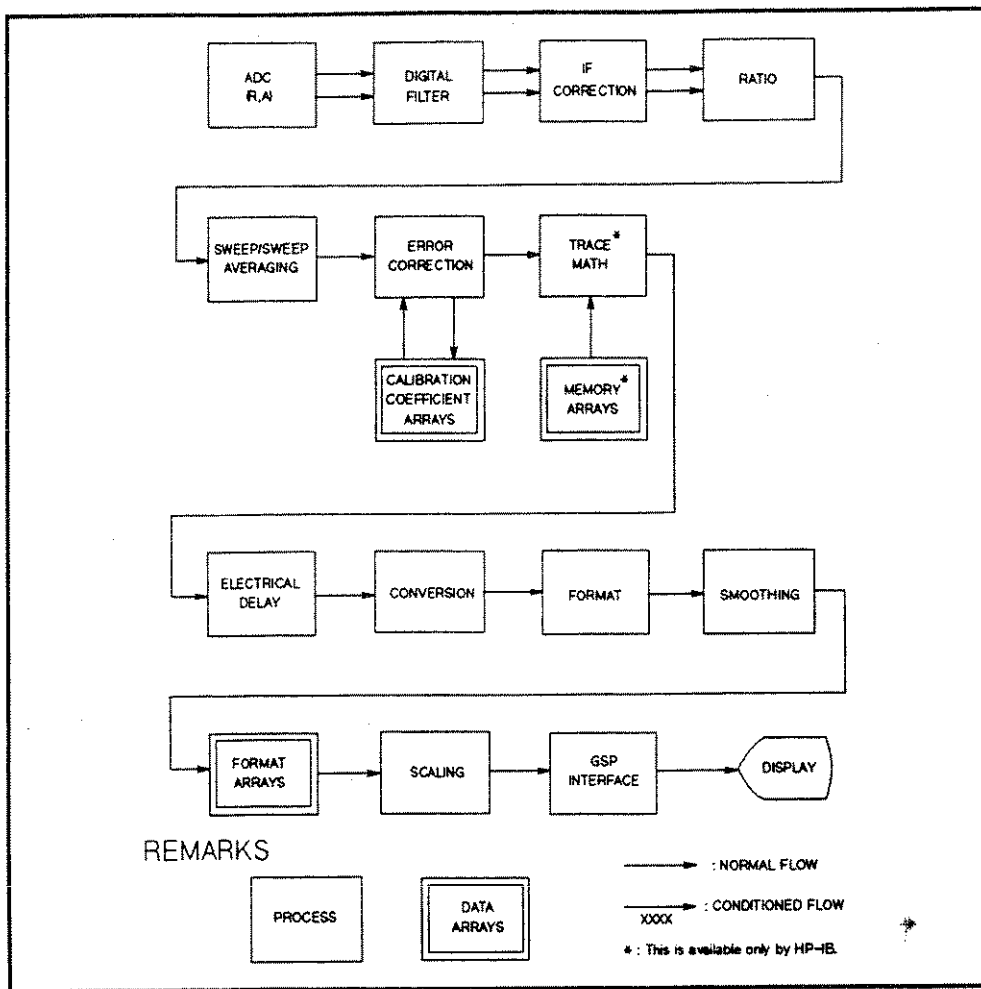 ADC
(R,A)
DIGITAL
FILTER
IF
CORRECTION
RATIO
SWEEP/SWEEP
AVERAGING
ERROR
CORRECTION
TRACE*
MATH
CALIBRATION
COEFFICIENT
ARRAYS
MEMORY*
ARRAYS
ELECTRICAL
DELAY
CONVERSION
FORMAT
SMOOTHING
FORMAT
ARRAYS
SCALING
GSP
INTERFACE
DISPLAY
REMARKS
PROCESS
DATA
ARRAYS
: NORMAL FLOW
: CONDITIONED FLOW
XXXX
* : This is available only by HP-IB.